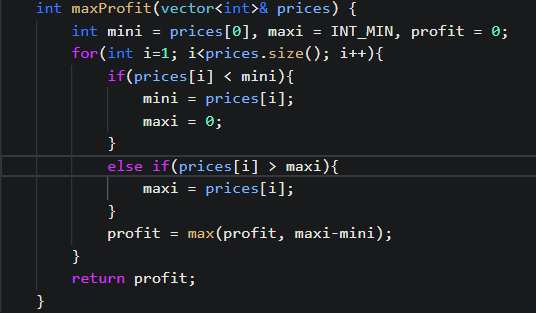 int maxProfit(vector<int>& prices) {
int mini = prices[0], maxi = INT_MIN, profit = 0;
for(int i=1; i<prices.size(); i++){
if(prices[i] < mini){
mini = prices[i];
maxi = 0;
}
else if(prices[i] > maxi){
maxi = prices[i];
}
profit = max(profit, maxi-mini);
}
return profit;
}